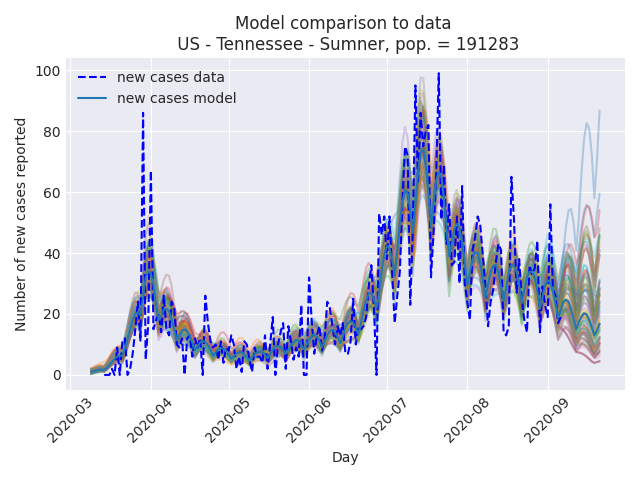 Model comparison to data
US - Tennessee - Sumner, pop. = 191283
new cases data
new cases model
Number of new cases reported
100
80
60
40
20
0
2020-03
2020-04
2020-05
2020-06
2020-07
2020-08
2020-09
Day